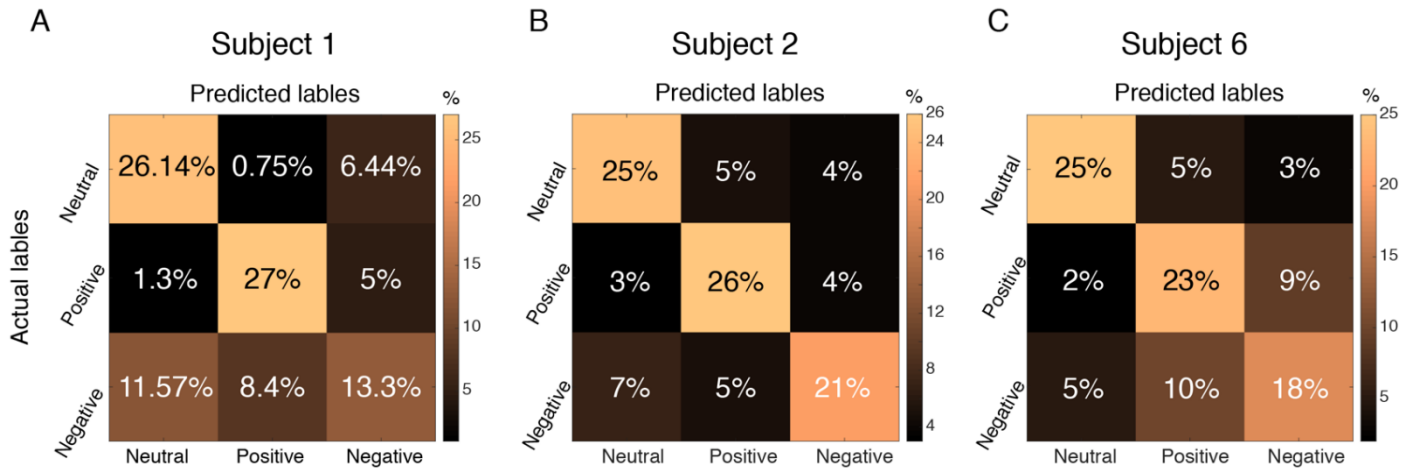 A
Subject 1
Predicted lables
%
Actual lables
Neutral
26.14% 0.75% 6.44%
Positive
1.3% 27% 5%
Negative
11.57% 8.4% 13.3%
Neutral Positive Negative
25
20
15
10
5
B
Subject 2
Predicted lables
%
Neutral
25% 5% 4%
Positive
3% 26% 4%
Negative
7% 5% 21%
Neutral Positive Negative
26
24
20
16
12
8
4
C
Subject 6
Predicted lables
%
Neutral
25% 5% 3%
Positive
2% 23% 9%
Negative
5% 10% 18%
Neutral Positive Negative
25
20
15
10
5